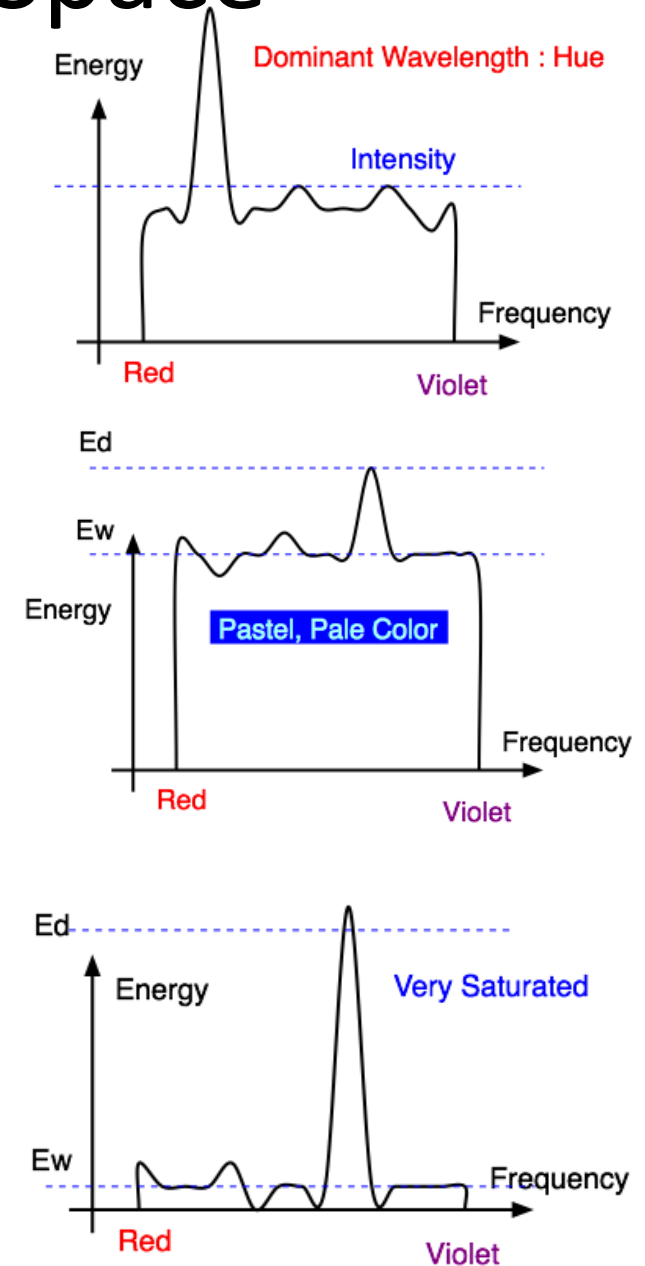 Space
Energy
Dominant Wavelength : Hue
Intensity
Frequency
Red
Violet
Ed
Ew
Energy
Pastel, Pale Color
Frequency
Red
Violet
Ed
Energy
Very Saturated
Ew
Frequency
Red
Violet